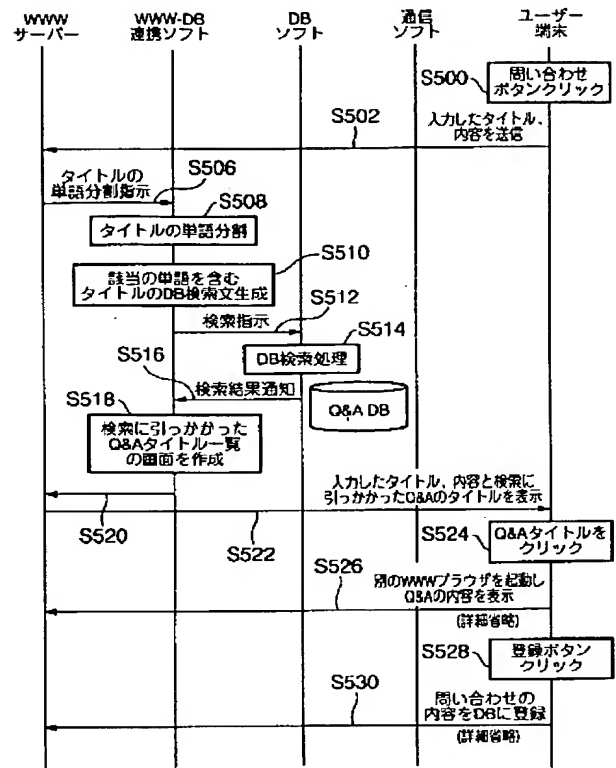 WWW
サーバー
WWW-DB
連携ソフト
DB
ソフト
通信
ソフト
ユーザー
端末
S500
問い合わせ
ボタンクリック
S502
入力したタイトル、
内容を送信
タイトルの
単語分割指示
S506
S508
タイトルの単語分割
S510
該当の単語を含む
タイトルのDB検索文生成
S512
検索指示
S514
DB検索処理
S516
検索結果通知
Q&A DB
S518
検索に引っかかった
Q&Aタイトル一覧
の画面を作成
入力したタイトル、内容と検索に
引っかかったQ&Aのタイトルを表示
S520
S522
S524
Q&Aタイトルを
クリック
S526
別のWWWブラウザを起動し
Q&Aの内容を表示
(詳細省略)
S528
登録ボタン
クリック
S530
問い合わせの
内容をDBに登録
(詳細省略)